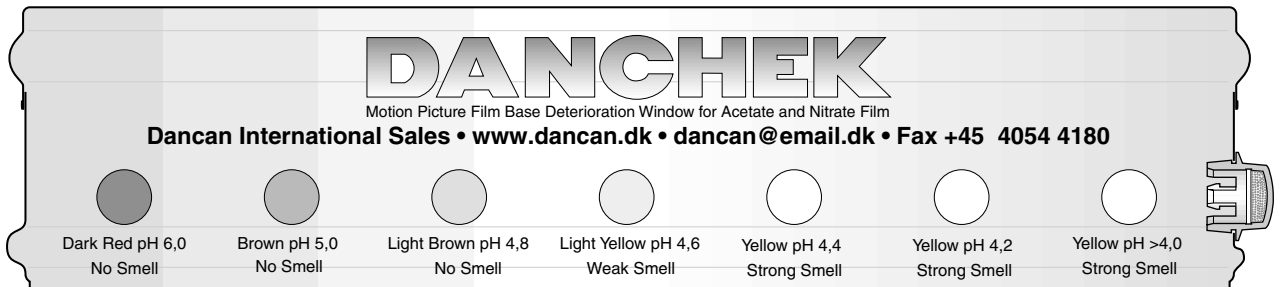 DANCHEK
Motion Picture Film Base Deterioration Window for Acetate and Nitrate Film
Dancan International Sales • www.dancan.dk • dancan@email.dk • Fax +45 4054 4180
Dark Red pH 6,0 Brown pH 5,0 Light Brown pH 4,8 Light Yellow pH 4,6 Yellow pH 4,4 Yellow pH 4,2 Yellow pH >4,0
No Smell No Smell No Smell Weak Smell Strong Smell Strong Smell Strong Smell